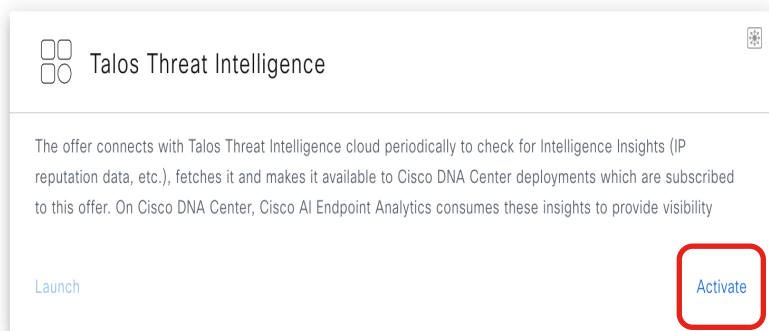 Talos Threat Intelligence
The offer connects with Talos Threat Intelligence cloud periodically to check for Intelligence Insights (IP
reputation data, etc.), fetches it and makes it available to Cisco DNA Center deployments which are subscribed
to this offer. On Cisco DNA Center, Cisco AI Endpoint Analytics consumes these insights to provide visibility
Launch
Activate